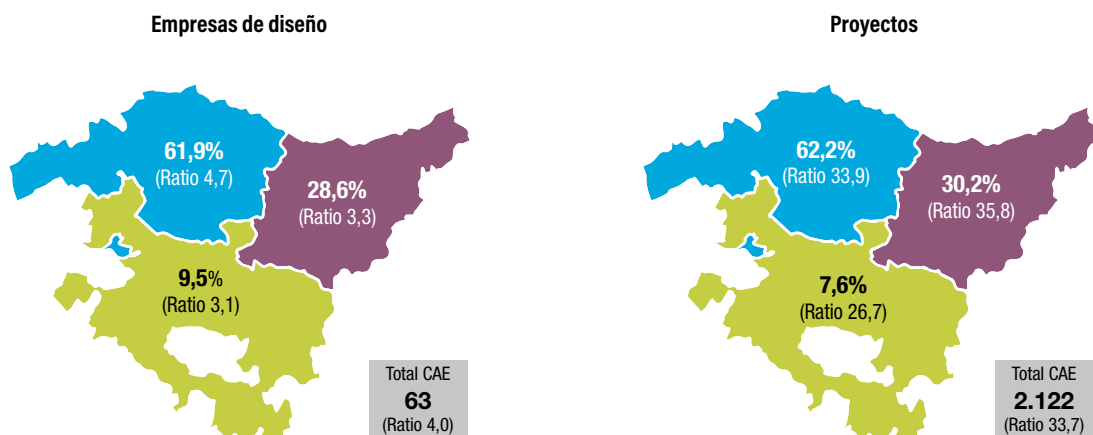 Empresas de diseño
61,9%
(Ratio 4,7)
28,6%
(Ratio 3,3)
9,5%
(Ratio 3,1)
Total CAE
63
(Ratio 4,0)
Proyectos
62,2%
(Ratio 33,9)
30,2%
(Ratio 35,8)
7,6%
(Ratio 26,7)
Total CAE
2.122
(Ratio 33,7)